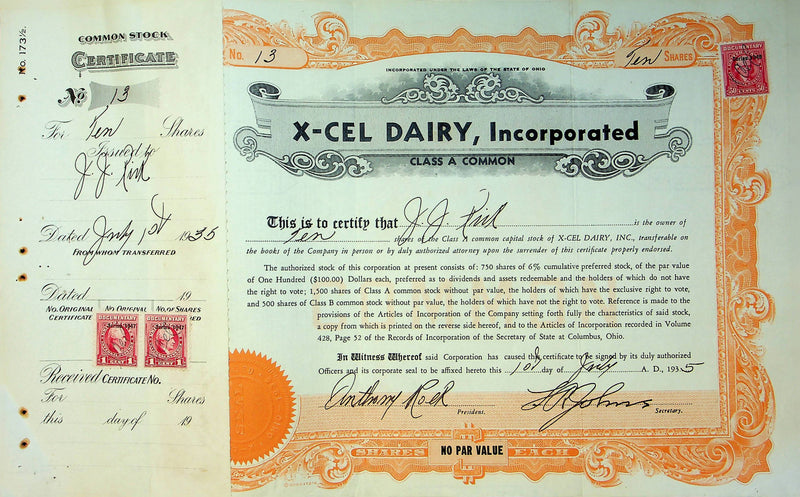 No. 173½.
COMMON STOCK
CERTIFICATE
No. 13
For Ten Shares
Issued to
J. J.
Dated July 1st 1935
FROM WHOM TRANSFERRED
Dated 19
NO. ORIGINAL CERTIFICATE
NO. ORIGINAL
NO. OF SHARES
DOCUMENTARY
DOCUMENTARY
1 CENT 1
1 CENT 1
Received CERTIFICATE NO.
For Shares
this day of 19
No. 13
Ten SHARES
INCORPORATED UNDER THE LAWS OF THE STATE OF OHIO
DOCUMENTARY
50 CENTS 50
X-CEL DAIRY, Incorporated
CLASS A COMMON
This is to certify that J. J. is the owner of
Ten shares of the Class A common capital stock of X-CEL DAIRY, INC., transferable on
the books of the Company in person or by duly authorized attorney upon the surrender of this certificate properly endorsed.
The authorized stock of this corporation at present consists of: 750 shares of 6% cumulative preferred stock, of the par value
of One Hundred ($100.00) Dollars each, preferred as to dividends and assets redeemable and the holders of which do not have
the right to vote; 1,500 shares of Class A common stock without par value, the holders of which have the exclusive right to vote,
and 500 shares of Class B common stock without par value, the holders of which have not the right to vote. Reference is made to the
provisions of the Articles of Incorporation of the Company setting forth fully the characteristics of said stock,
a copy from which is printed on the reverse side hereof, and to the Articles of Incorporation recorded in Volume
428, Page 52 of the Records of Incorporation of the Secretary of State at Columbus, Ohio.
In Witness Whereof said Corporation has caused this certificate to be signed by its duly authorized
Officers and its corporate seal to be affixed hereto this 1st day of July A. D., 1935
Anthony
President.
Johns
Secretary.
SHARES NO PAR VALUE EACH